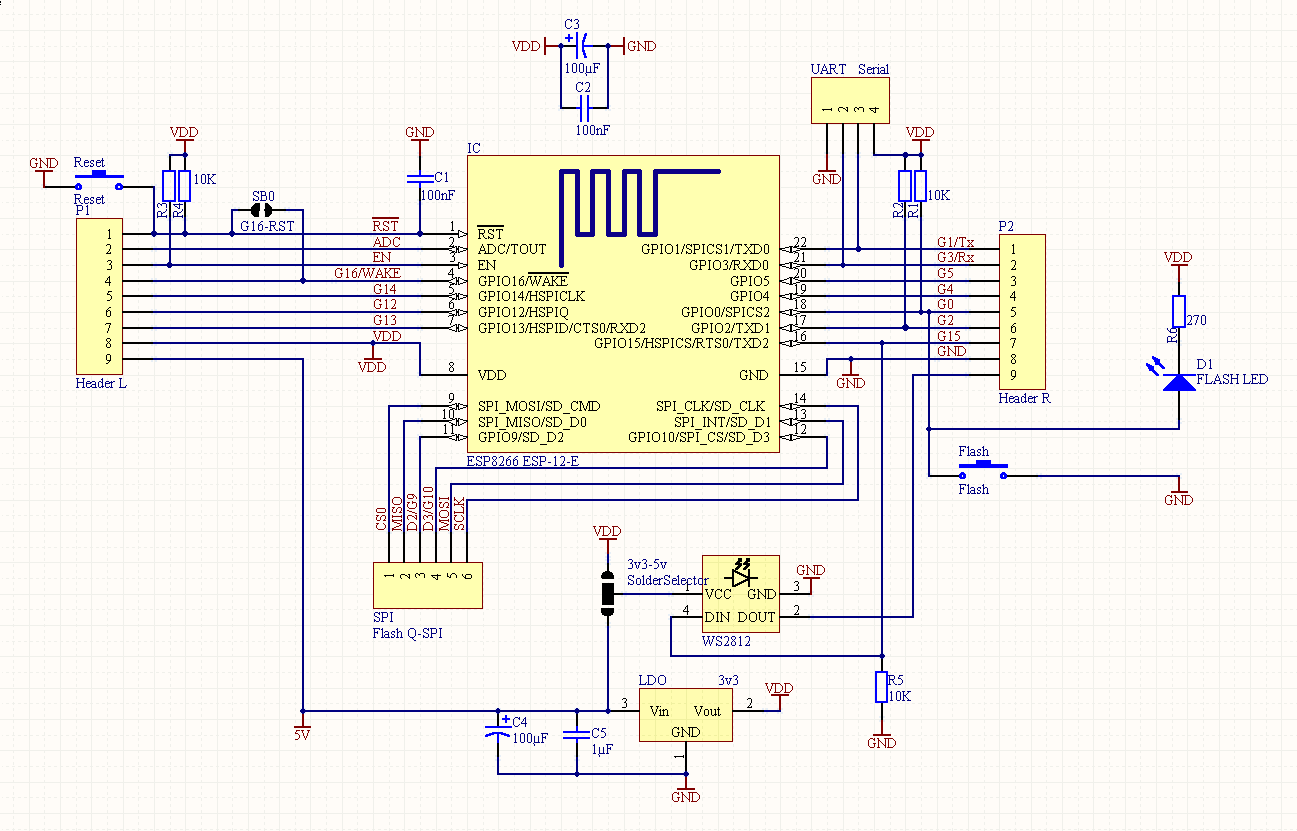 C3
VDD + GND
100µF
C2
100nF
UART Serial
1 2 3 4
VDD
GND
VDD
GND
Reset
Reset
R3
R4
10K
SB0
G16-RST
C1
100nF
IC
GND
R2
R1
10K
P1
1 RST 1 RST
2 ADC 2 ADC/TOUT
3 EN 3 EN
4 G16/WAKE 4 GPIO16/WAKE
5 G14 5 GPIO14/HSPICLK
6 G12 6 GPIO12/HSPIQ
7 G13 7 GPIO13/HSPID/CTS0/RXD2
8 VDD 8 VDD
9
VDD
Header L
9 SPI_MOSI/SD_CMD
10 SPI_MISO/SD_D0
11 GPIO9/SD_D2
P2
GPIO1/SPICS1/TXD0 22 G1/Tx 1
GPIO3/RXD0 21 G3/Rx 2
GPIO5 20 G5 3
GPIO4 19 G4 4
GPIO0/SPICS2 18 G0 5
GPIO2/TXD1 17 G2 6
GPIO15/HSPICS/RTS0/TXD2 16 G15 7
GND 15 GND 8
9
GND
Header R
SPI_CLK/SD_CLK 14
SPI_INT/SD_D1 13
GPIO10/SPI_CS/SD_D3 12
ESP8266 ESP-12-E
VDD
270
R6
D1
FLASH LED
Flash
Flash
GND
CS0
MISO
D2/G9
D3/G10
MOSI
SCLK
1 2 3 4 5 6
SPI
Flash Q-SPI
VDD
3v3-5v
SolderSelector
1 VCC GND 3
GND
4 DIN DOUT 2
WS2812
R5
10K
GND
LDO 3v3
3 Vin Vout 2
VDD
GND
1
GND
5V
+ C4
100µF
C5
1µF